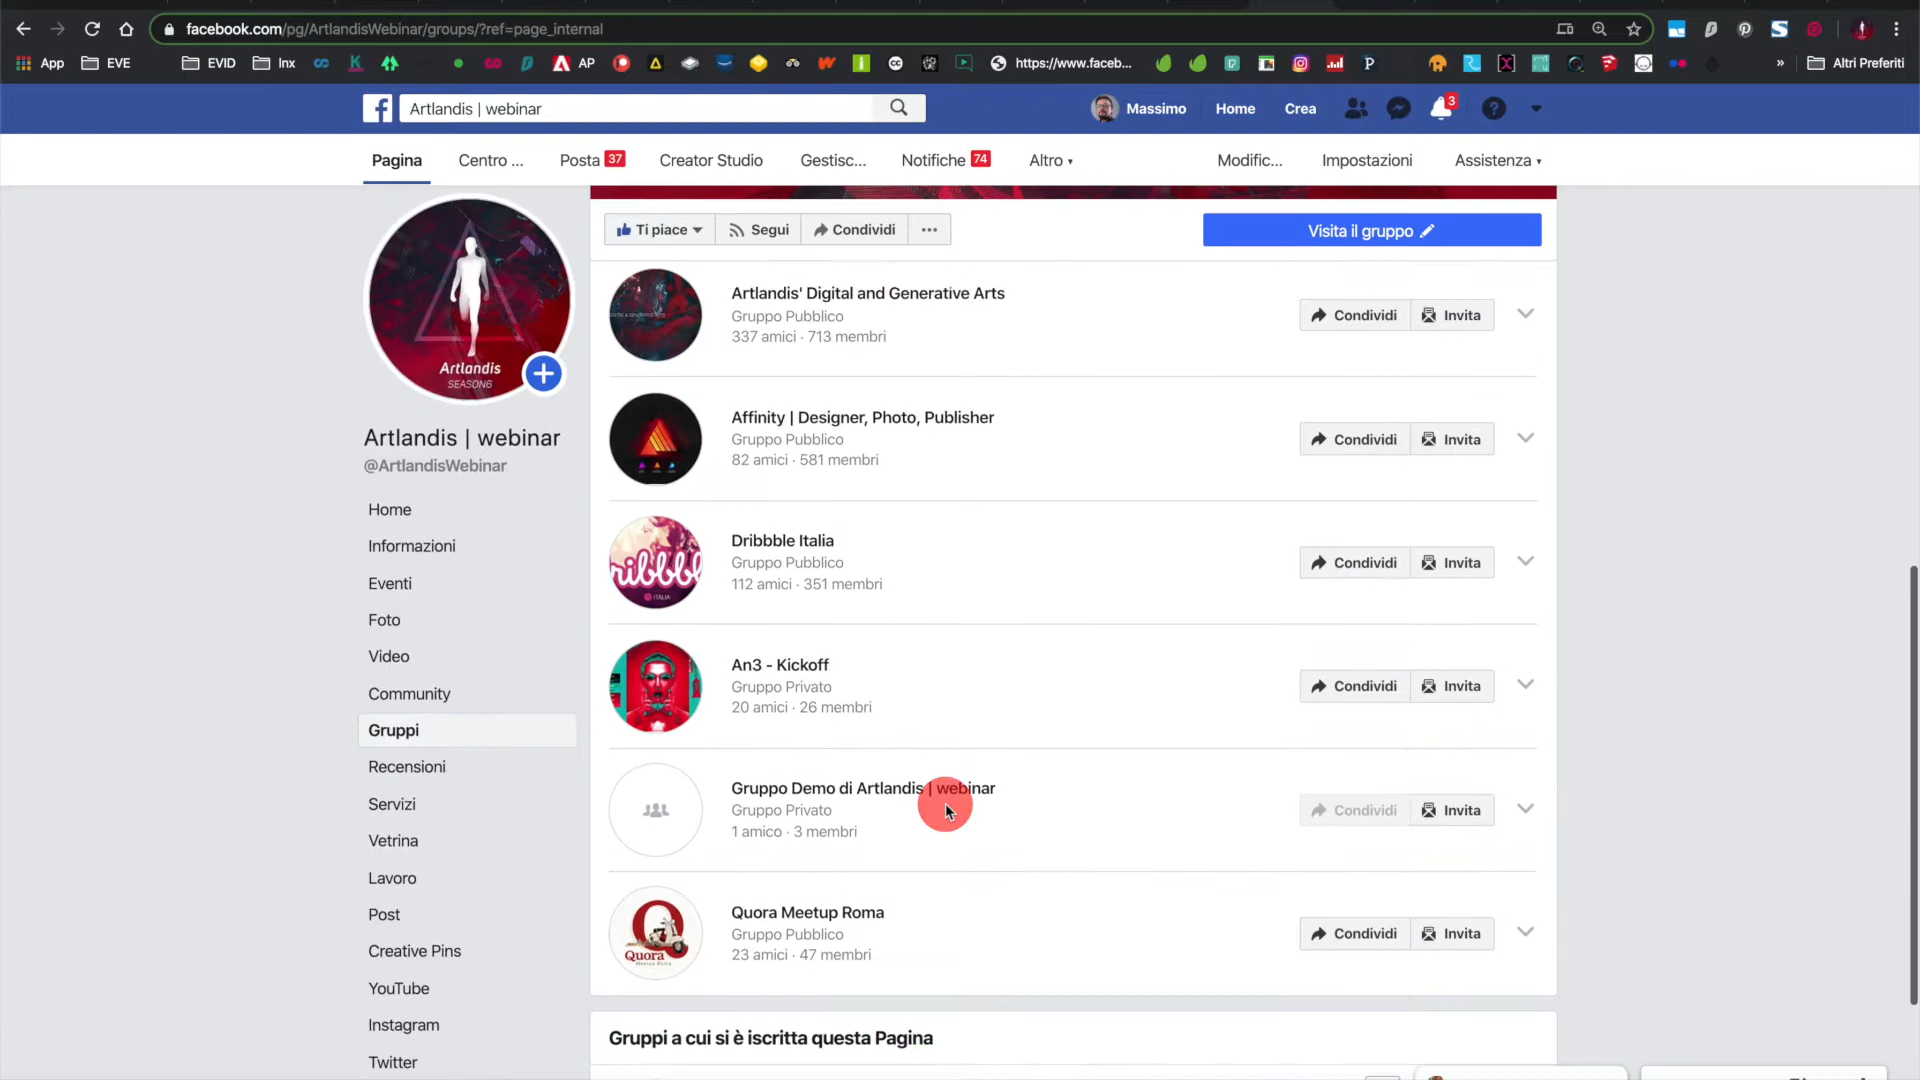 facebook.com/pg/ArtlandisWebinar/groups/?ref=page_internal
App EVE EVID Inx AP https://www.faceb... Altri Preferiti
Artlandis | webinar
Massimo Home Crea 3
Pagina Centro ... Posta 37 Creator Studio Gestisc... Notifiche 74 Altro Modific... Impostazioni Assistenza
Ti piace Segui Condividi ... Visita il gruppo
Artlandis
SEASON6
Artlandis | webinar
@ArtlandisWebinar
Home
Informazioni
Eventi
Foto
Video
Community
Gruppi
Recensioni
Servizi
Vetrina
Lavoro
Post
Creative Pins
YouTube
Instagram
Twitter
Artlandis' Digital and Generative Arts
Gruppo Pubblico
337 amici · 713 membri
Condividi Invita
Affinity | Designer, Photo, Publisher
Gruppo Pubblico
82 amici · 581 membri
Condividi Invita
Dribbble Italia
Gruppo Pubblico
112 amici · 351 membri
Condividi Invita
ITALIA
An3 - Kickoff
Gruppo Privato
20 amici · 26 membri
Condividi Invita
Gruppo Demo di Artlandis | webinar
Gruppo Privato
1 amico · 3 membri
Condividi Invita
Quora Meetup Roma
Gruppo Pubblico
23 amici · 47 membri
Condividi Invita
Quora
Meetup Roma
Gruppi a cui si è iscritta questa Pagina